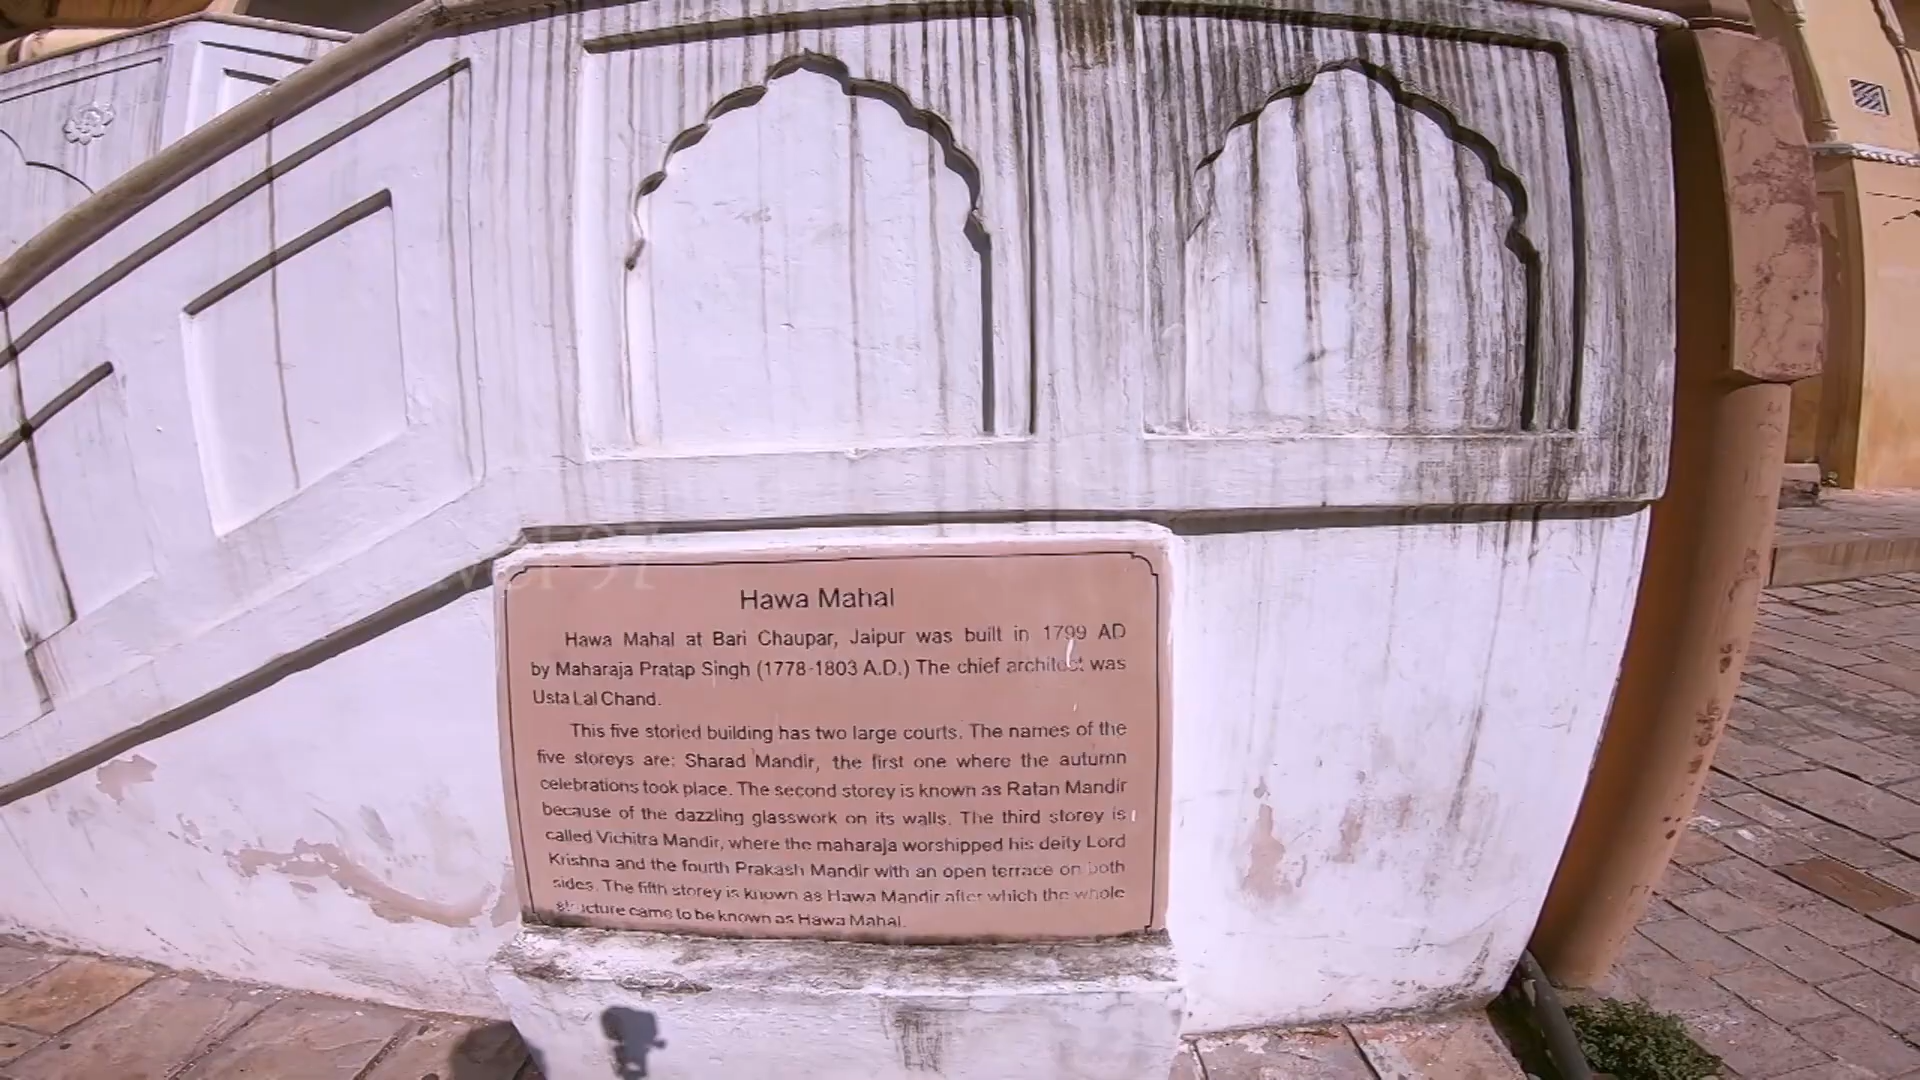 Hawa Mahal
Hawa Mahal at Bari Chaupar, Jaipur was built in 1799 AD
by Maharaja Pratap Singh (1778-1803 A.D.) The chief architect was
Usta Lal Chand.
This five storied building has two large courts. The names of the
five storeys are: Sharad Mandir, the first one where the autumn
celebrations took place. The second storey is known as Ratan Mandir
because of the dazzling glasswork on its walls. The third storey is
called Vichitra Mandir, where the maharaja worshipped his deity Lord
Krishna and the fourth Prakash Mandir with an open terrace on both
sides. The fifth storey is known as Hawa Mandir after which the whole
structure came to be known as Hawa Mahal.